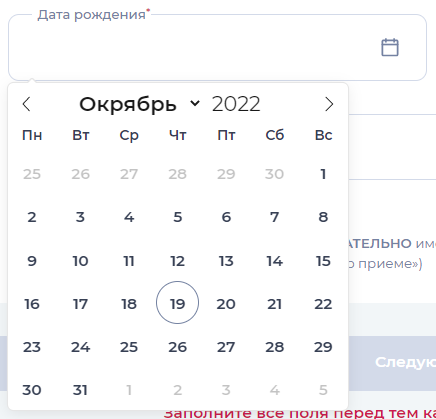 Дата рождения*
Окрябрь 2022
Пн Вт Ср Чт Пт Сб Вс
25 26 27 28 29 30 1
2 3 4 5 6 7 8
9 10 11 12 13 14 15
АТЕЛЬНО
о приеме»)
16 17 18 19 20 21 22
23 24 25 26 27 28 29
30 31 1 2 3 4 5
Заполните все поля перед тем